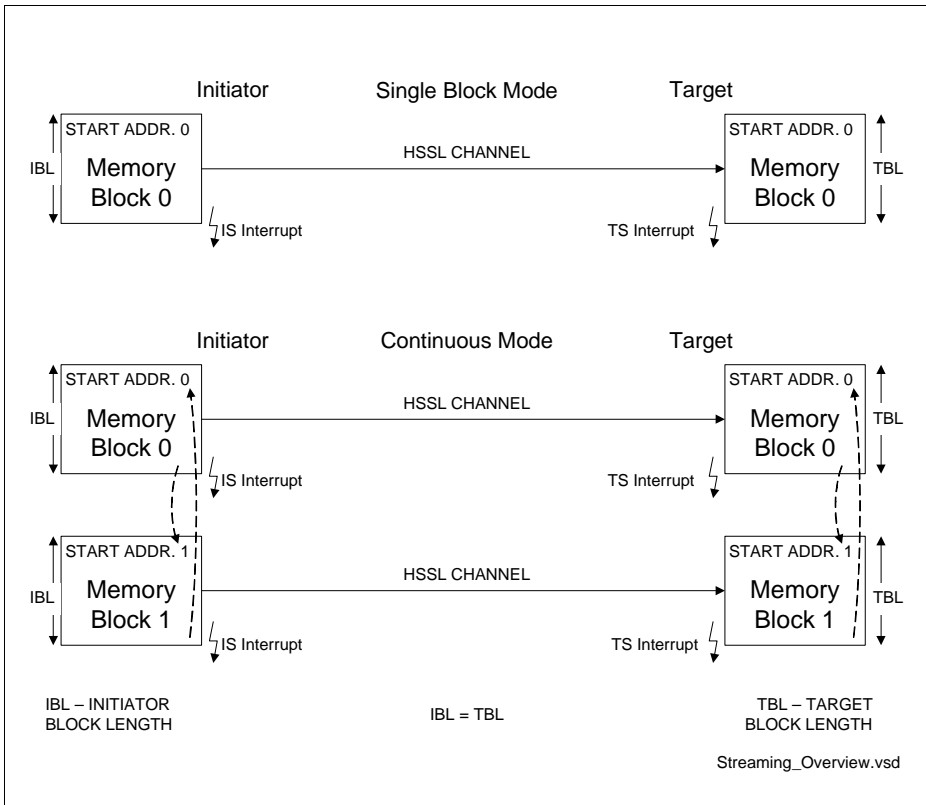 Initiator Single Block Mode Target
START ADDR. 0 START ADDR. 0
HSSL CHANNEL
IBL Memory Memory TBL
Block 0 Block 0
IS Interrupt TS Interrupt
Initiator Continuous Mode Target
START ADDR. 0 START ADDR. 0
HSSL CHANNEL
IBL Memory Memory TBL
Block 0 Block 0
IS Interrupt TS Interrupt
START ADDR. 1 START ADDR. 1
HSSL CHANNEL
IBL Memory Memory TBL
Block 1 Block 1
IS Interrupt TS Interrupt
IBL – INITIATOR TBL – TARGET
BLOCK LENGTH IBL = TBL BLOCK LENGTH
Streaming_Overview.vsd